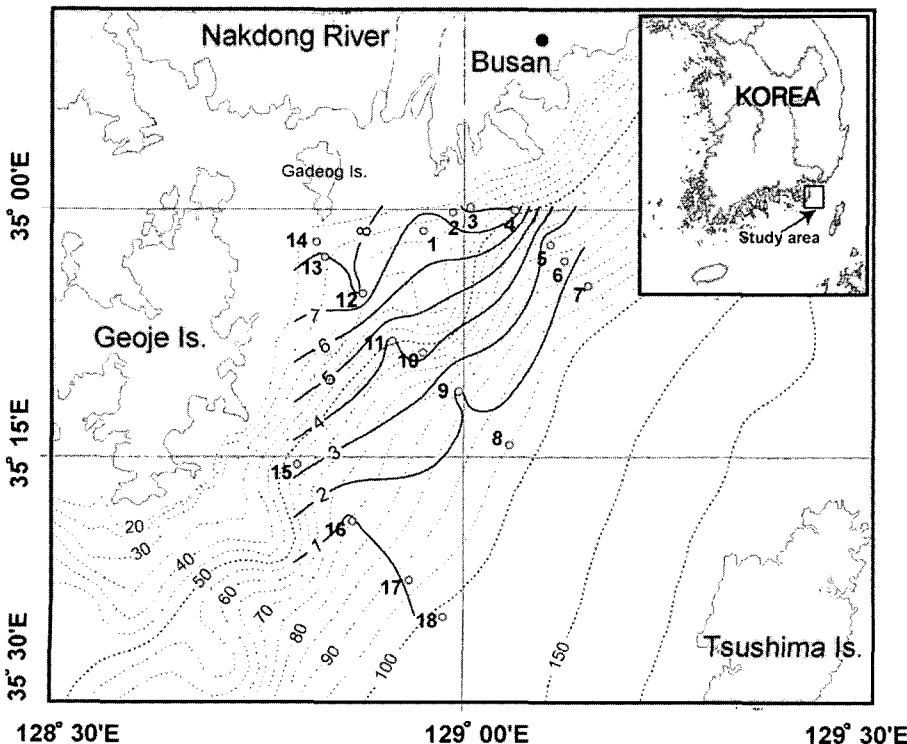 Nakdong River
Busan
KOREA
Study area
Gadeog Is.
35° 00'E
14
13
12
1
2
3
4
5
6
7
7
6
5
4
3
2
1
11
10
9
8
Geoje Is.
35° 15'E
15
16
17
18
20
30
40
50
60
70
80
90
100
150
35° 30'E
Tsushima Is.
128° 30'E
129° 00'E
129° 30'E